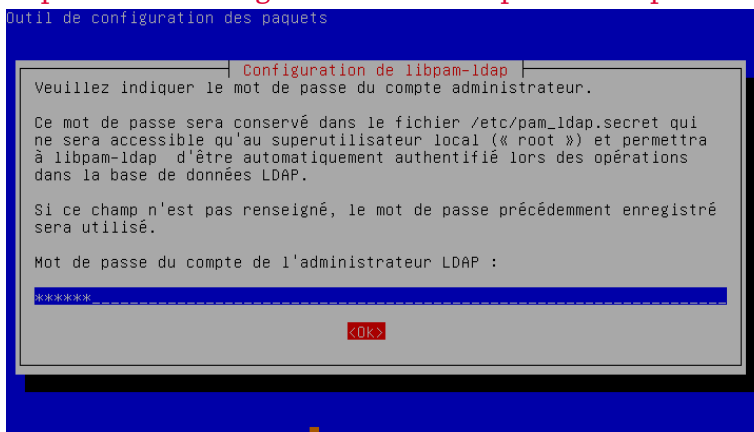 Outil de configuration des paquets
Configuration de libpam-ldap
Veuillez indiquer le mot de passe du compte administrateur.
Ce mot de passe sera conservé dans le fichier /etc/pam_ldap.secret qui
ne sera accessible qu'au superutilisateur local (« root ») et permettra
à libpam-ldap  d'être automatiquement authentifié lors des opérations
dans la base de données LDAP.
Si ce champ n'est pas renseigné, le mot de passe précédemment enregistré
sera utilisé.
Mot de passe du compte de l'administrateur LDAP :
******
<Ok>